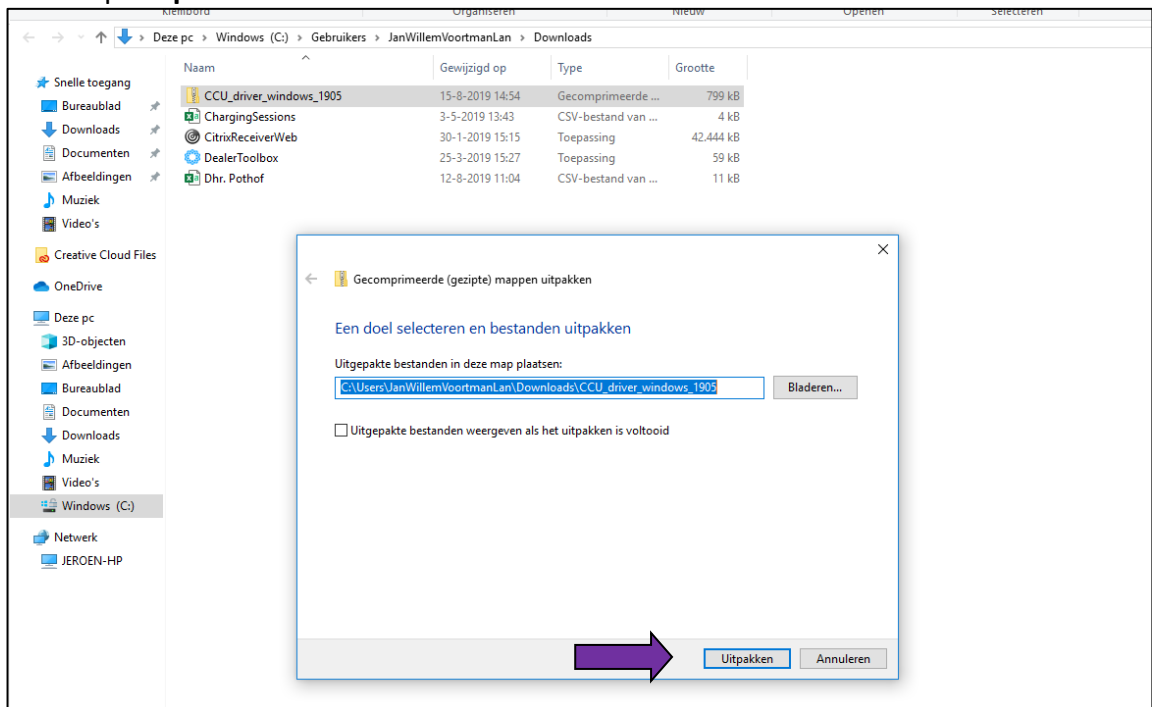 Klembord Organiseren Nieuw Openen Selecteren
Deze pc > Windows (C:) > Gebruikers > JanWillemVoortmanLan > Downloads
Naam Gewijzigd op Type Grootte
Snelle toegang
Bureaublad
Downloads
Documenten
Afbeeldingen
Muziek
Video's
Creative Cloud Files
OneDrive
Deze pc
3D-objecten
Afbeeldingen
Bureaublad
Documenten
Downloads
Muziek
Video's
Windows (C:)
Netwerk
JEROEN-HP
CCU_driver_windows_1905 15-8-2019 14:54 Gecomprimeerde ... 799 kB
ChargingSessions 3-5-2019 13:43 CSV-bestand van ... 4 kB
CitrixReceiverWeb 30-1-2019 15:15 Toepassing 42.444 kB
DealerToolbox 25-3-2019 15:27 Toepassing 59 kB
Dhr. Pothof 12-8-2019 11:04 CSV-bestand van ... 11 kB
Gecomprimeerde (gezipte) mappen uitpakken
Een doel selecteren en bestanden uitpakken
Uitgepakte bestanden in deze map plaatsen:
C:\Users\JanWillemVoortmanLan\Downloads\CCU_driver_windows_1905 Bladeren...
Uitgepakte bestanden weergeven als het uitpakken is voltooid
Uitpakken Annuleren